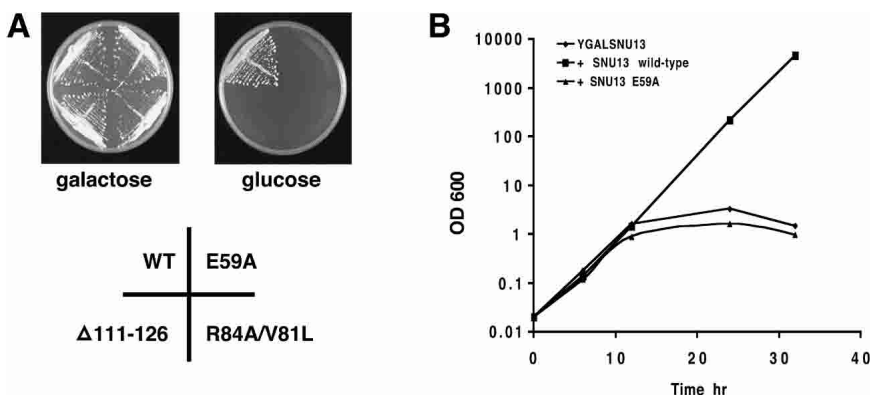 A
galactose
glucose
WT
E59A
Δ111-126
R84A/V81L
B
YGALSNU13
+ SNU13 wild-type
+ SNU13 E59A
OD 600
10000
1000
100
10
1
0.1
0.01
0
10
20
30
40
Time hr